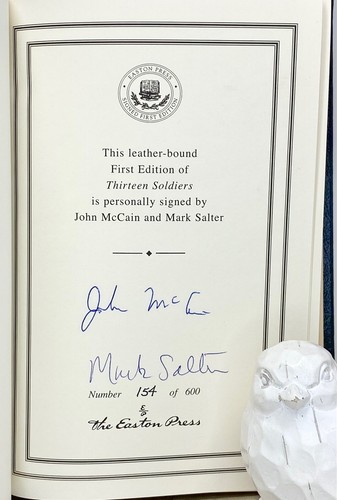 EASTON PRESS
SIGNED FIRST EDITION
This leather-bound
First Edition of
Thirteen Soldiers
is personally signed by
John McCain and Mark Salter
John McCain
Mark Salter
Number 154 of 600
The Easton Press